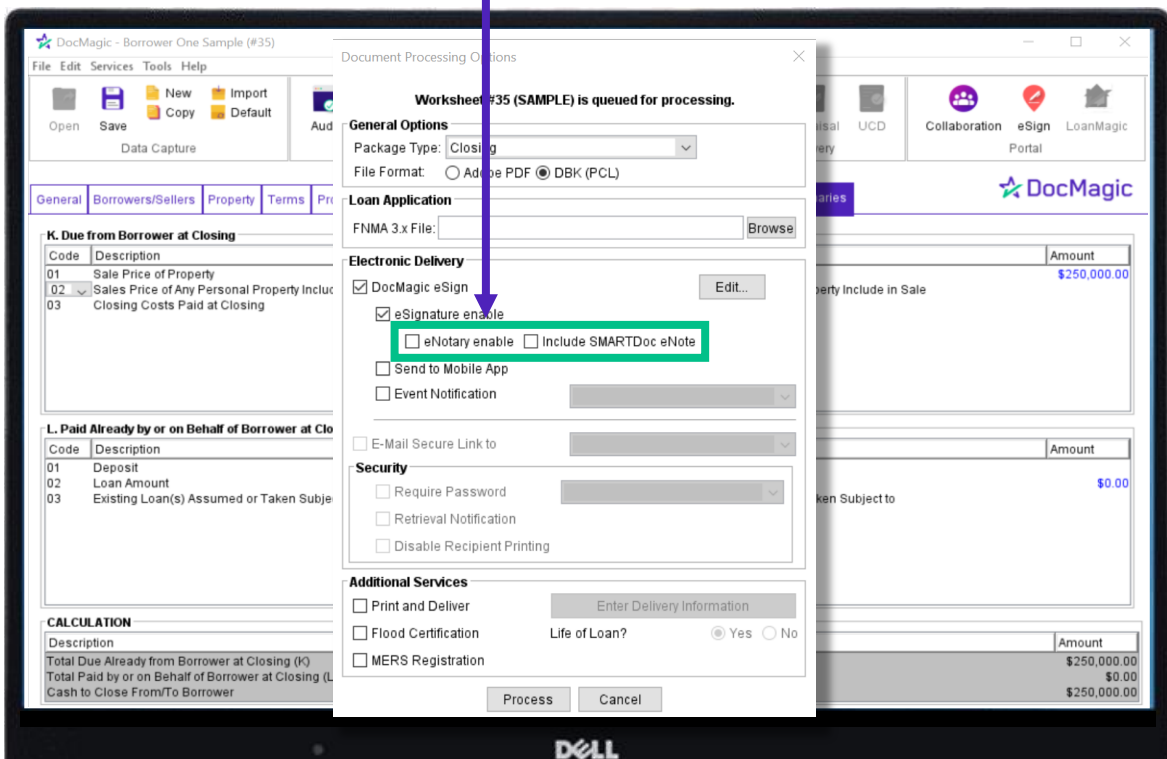 DocMagic - Borrower One Sample (#35)
File Edit Services Tools Help
Open
Save
New
Copy
Import
Default
Data Capture
Aud
UCD
Collaboration
eSign
LoanMagic
Portal
DocMagic
General
Borrowers/Sellers
Property
Terms
K. Due from Borrower at Closing
Code Description Amount
01 Sale Price of Property $250,000.00
02 Sales Price of Any Personal Property Includ
perty Include in Sale
03 Closing Costs Paid at Closing
L. Paid Already by or on Behalf of Borrower at Clo
Code Description Amount
01 Deposit
02 Loan Amount $0.00
03 Existing Loan(s) Assumed or Taken Subje
ken Subject to
CALCULATION
Description Amount
Total Due Already from Borrower at Closing (K) $250,000.00
Total Paid by or on Behalf of Borrower at Closing (L $0.00
Cash to Close From/To Borrower $250,000.00
Document Processing Options
Worksheet #35 (SAMPLE) is queued for processing.
General Options
Package Type: Closing
File Format: Adobe PDF DBK (PCL)
Loan Application
FNMA 3.x File: Browse
Electronic Delivery
DocMagic eSign Edit...
eSignature enable
eNotary enable Include SMARTDoc eNote
Send to Mobile App
Event Notification
E-Mail Secure Link to
Security
Require Password
Retrieval Notification
Disable Recipient Printing
Additional Services
Print and Deliver Enter Delivery Information
Flood Certification Life of Loan? Yes No
MERS Registration
Process Cancel
DELL